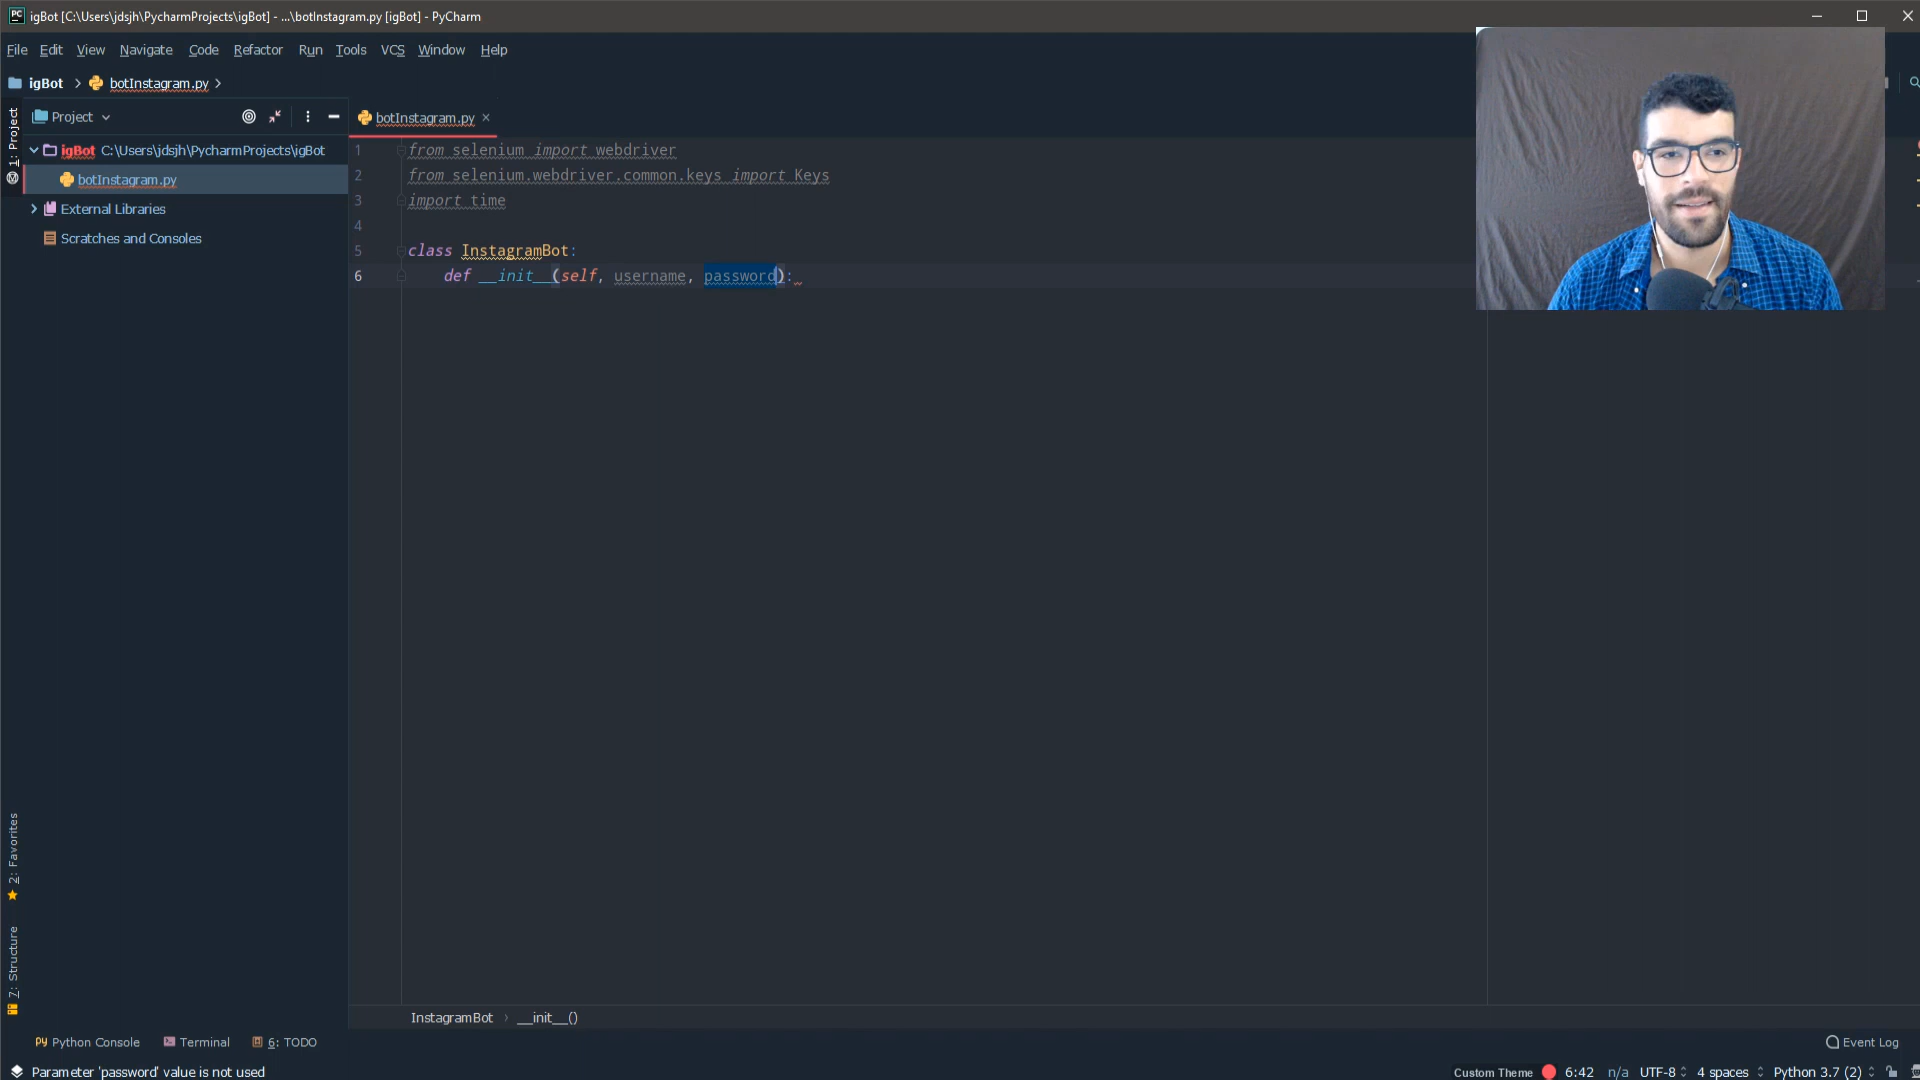 igBot [C:\Users\jdsjh\PycharmProjects\igBot] - ...\botInstagram.py [igBot] - PyCharm
File Edit View Navigate Code Refactor Run Tools VCS Window Help
igBot botInstagram.py
1: Project
Project
botInstagram.py
igBot C:\Users\jdsjh\PycharmProjects\igBot
botInstagram.py
External Libraries
Scratches and Consoles
1 from selenium import webdriver
2 from selenium.webdriver.common.keys import Keys
3 import time
4
5 class InstagramBot:
6 def __init__(self, username, password):
2: Favorites
7: Structure
InstagramBot › __init__()
Python Console Terminal 6: TODO Event Log
Parameter 'password' value is not used Custom Theme 6:42 n/a UTF-8 4 spaces Python 3.7 (2)